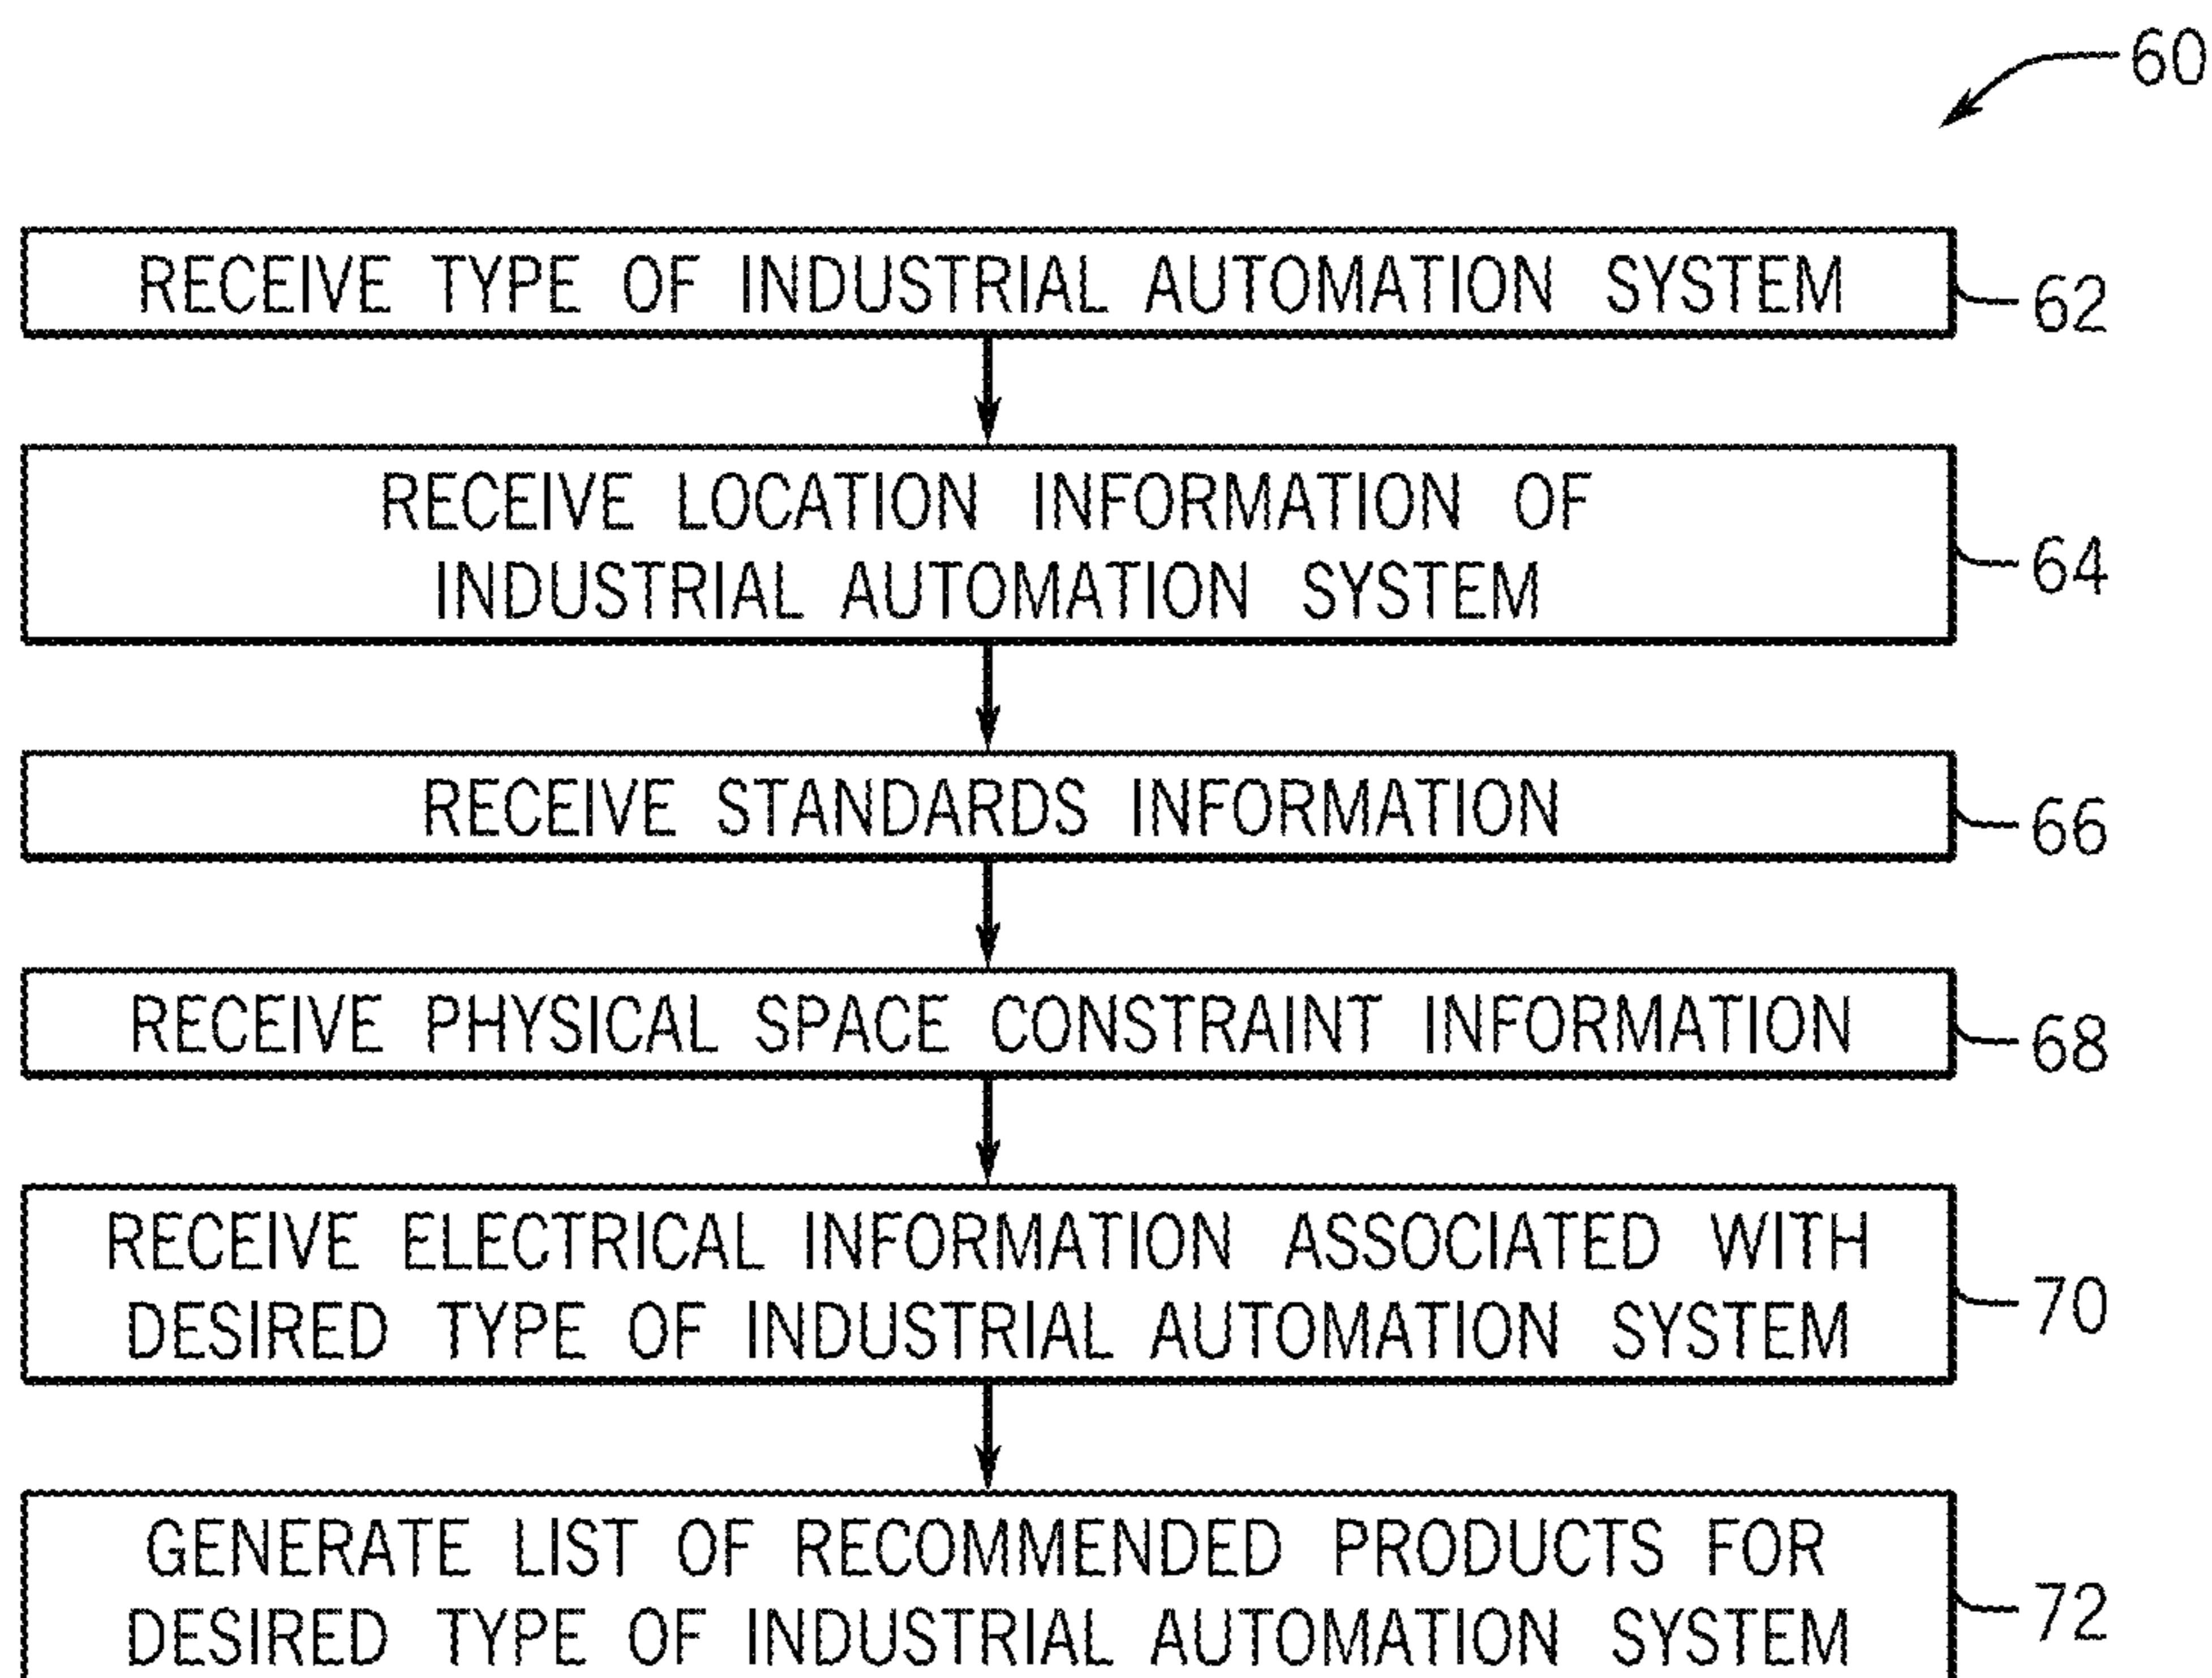 60
RECEIVE TYPE OF INDUSTRIAL AUTOMATION SYSTEM
62
RECEIVE LOCATION INFORMATION OF
INDUSTRIAL AUTOMATION SYSTEM
64
RECEIVE STANDARDS INFORMATION
66
RECEIVE PHYSICAL SPACE CONSTRAINT INFORMATION
68
RECEIVE ELECTRICAL INFORMATION ASSOCIATED WITH
DESIRED TYPE OF INDUSTRIAL AUTOMATION SYSTEM
70
GENERATE LIST OF RECOMMENDED PRODUCTS FOR
DESIRED TYPE OF INDUSTRIAL AUTOMATION SYSTEM
72